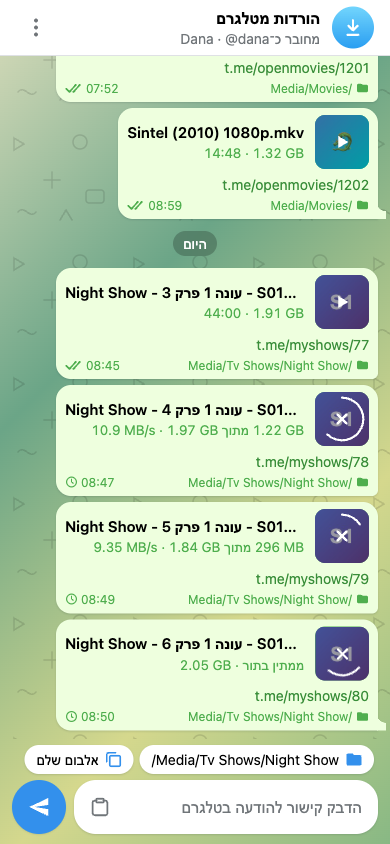 הורדות מטלגרם
מחובר כ־dana@ · Dana
t.me/openmovies/1201
Media/Movies/
07:52
Sintel (2010) 1080p.mkv
14:48 · 1.32 GB
t.me/openmovies/1202
Media/Movies/
08:59
היום
Night Show - עונה 1 פרק 3 - S01...
44:00 · 1.91 GB
t.me/myshows/77
Media/Tv Shows/Night Show/
08:45
Night Show - עונה 1 פרק 4 - S01...
1.22 GB מתוך 1.97 GB · 10.9 MB/s
t.me/myshows/78
Media/Tv Shows/Night Show/
08:47
Night Show - עונה 1 פרק 5 - S01...
296 MB מתוך 1.84 GB · 9.35 MB/s
t.me/myshows/79
Media/Tv Shows/Night Show/
08:49
Night Show - עונה 1 פרק 6 - S01...
ממתין בתור · 2.05 GB
t.me/myshows/80
Media/Tv Shows/Night Show/
08:50
/Media/Tv Shows/Night Show
אלבום שלם
הדבק קישור להודעה בטלגרם